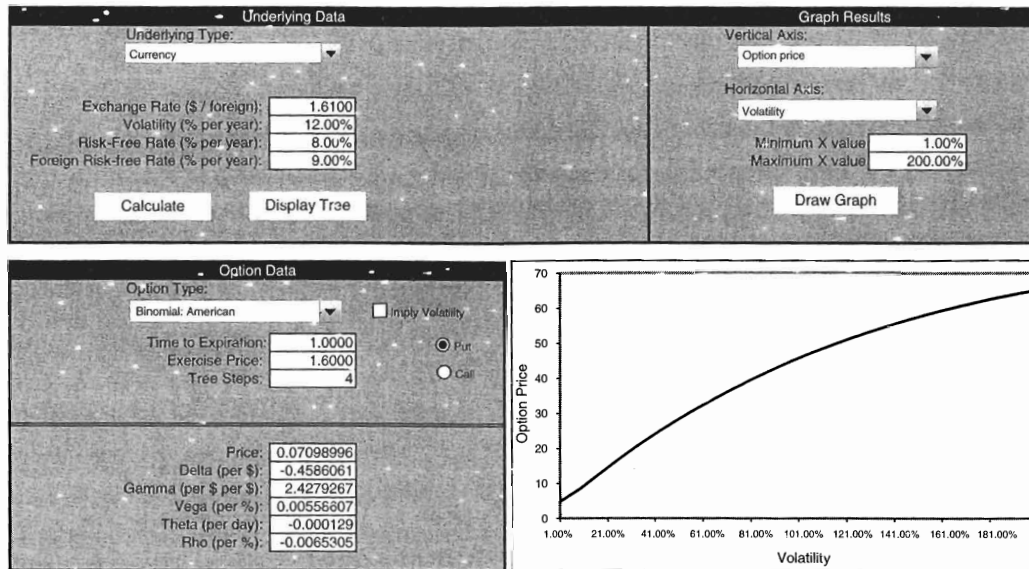 Underlying Data
Underlying Type:
Currency
Exchange Rate ($ / foreign): 1.6100
Volatility (% per year): 12.00%
Risk-Free Rate (% per year): 8.00%
Foreign Risk-free Rate (% per year): 9.00%
Calculate
Display Tree
Graph Results
Vertical Axis:
Option price
Horizontal Axis:
Volatility
Minimum X value 1.00%
Maximum X value 200.00%
Draw Graph
Option Data
Option Type:
Binomial: American
Imply Volatility
Time to Expiration: 1.0000
Exercise Price: 1.6000
Tree Steps: 4
Put
Call
Price: 0.07098996
Delta (per $): -0.4586061
Gamma (per $ per $): 2.4279267
Vega (per %): 0.00556607
Theta (per day): -0.000129
Rho (per %): -0.0065305
Option Price
70
60
50
40
30
20
10
0
1.00% 21.00% 41.00% 61.00% 81.00% 101.00% 121.00% 141.00% 161.00% 181.00%
Volatility